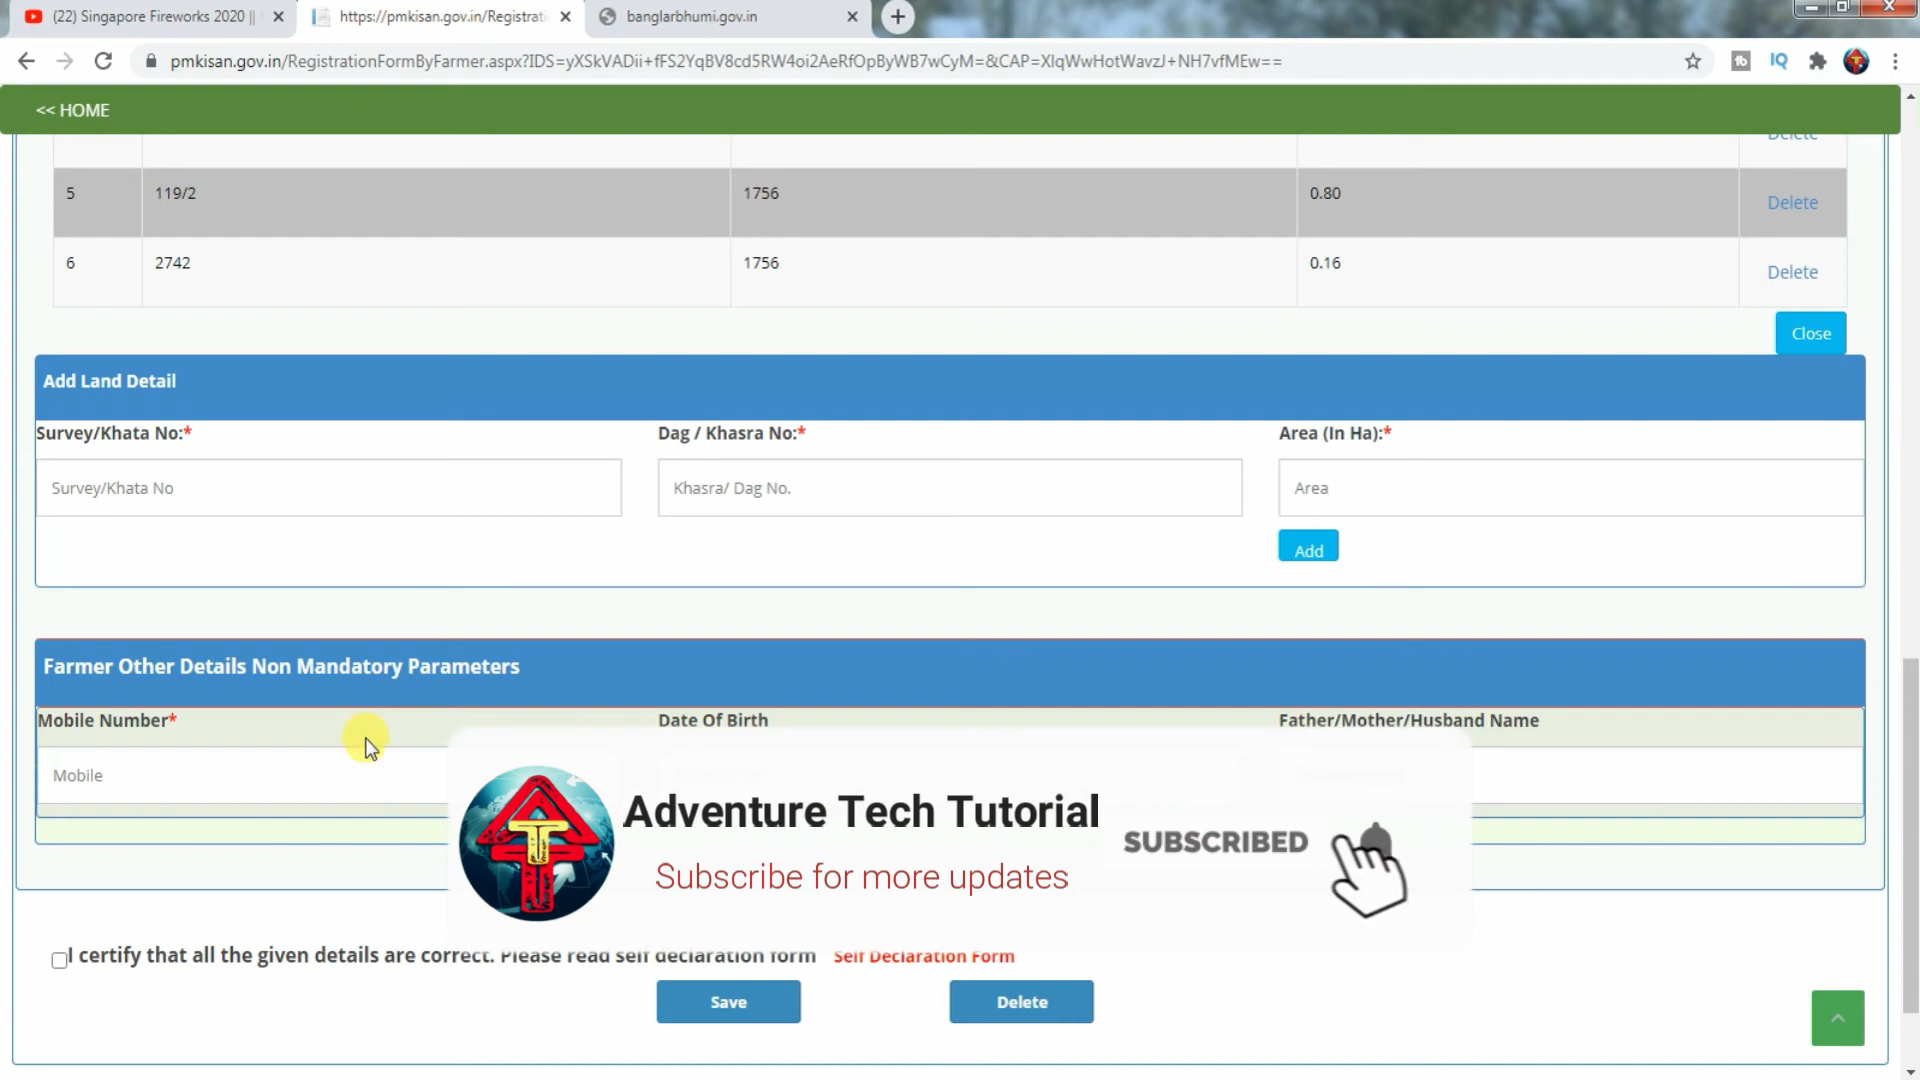 (22) Singapore Fireworks 2020 ||
https://pmkisan.gov.in/Registrati
banglarbhumi.gov.in
pmkisan.gov.in/RegistrationFormByFarmer.aspx?IDS=yXSkVADii+fFS2YqBV8cd5RW4oi2AeRfOpByWB7wCyM=&CAP=XIqWwHotWavzJ+NH7vfMEw==
IQ
<< HOME
Delete
5 119/2 1756 0.80 Delete
6 2742 1756 0.16 Delete
Close
Add Land Detail
Survey/Khata No:* Dag / Khasra No:* Area (In Ha):*
Survey/Khata No Khasra/ Dag No. Area
Add
Farmer Other Details Non Mandatory Parameters
Mobile Number* Date Of Birth Father/Mother/Husband Name
Mobile
Adventure Tech Tutorial
SUBSCRIBED
Subscribe for more updates
I certify that all the given details are correct. Please read self declaration form Self Declaration Form
Save Delete